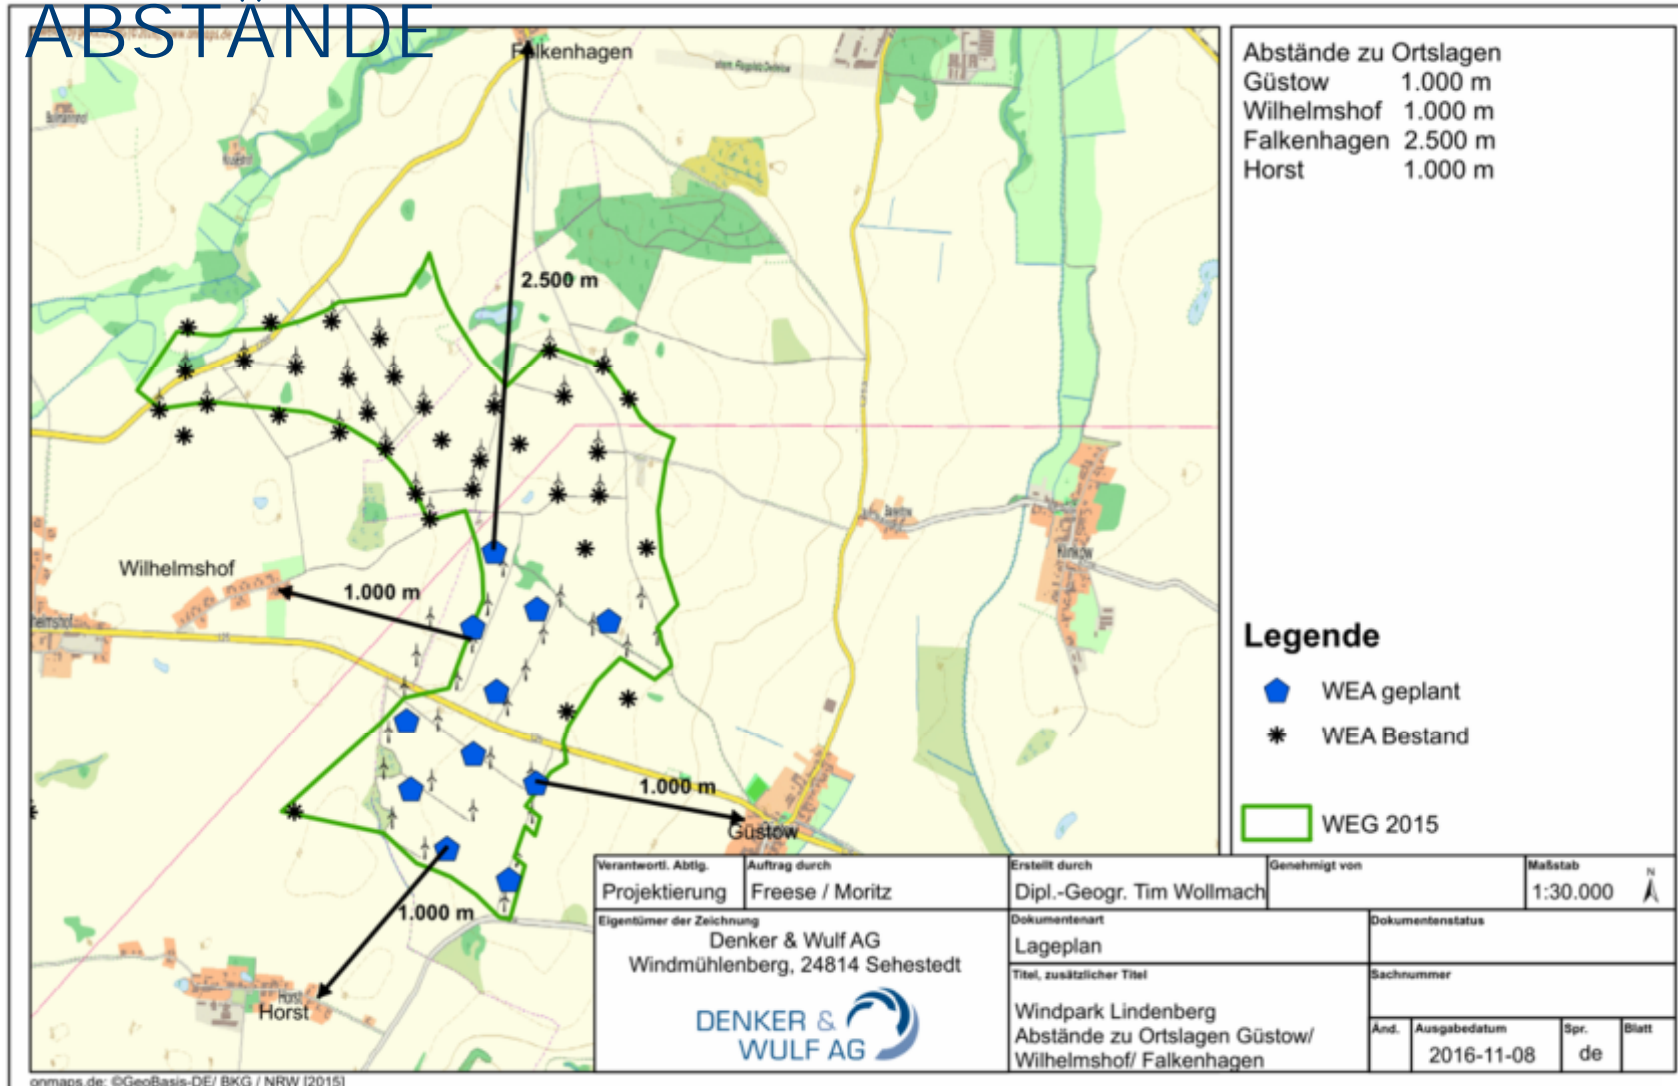 ABSTÄNDE
Falkenhagen
2.500 m
Wilhelmshof
1.000 m
1.000 m
Güstow
1.000 m
Horst
Horst
Klinkow
Abstände zu Ortslagen
Güstow 1.000 m
Wilhelmshof 1.000 m
Falkenhagen 2.500 m
Horst 1.000 m
Legende
WEA geplant
WEA Bestand
WEG 2015
Verantwortl. Abtlg.
Projektierung
Auftrag durch
Freese / Moritz
Erstellt durch
Dipl.-Geogr. Tim Wollmach
Genehmigt von
Maßstab
1:30.000
N
Eigentümer der Zeichnung
Denker & Wulf AG
Windmühlenberg, 24814 Sehestedt
DENKER &
WULF AG
Dokumentenart
Lageplan
Dokumentenstatus
Titel, zusätzlicher Titel
Windpark Lindenberg
Abstände zu Ortslagen Güstow/
Wilhelmshof/ Falkenhagen
Sachnummer
Änd.
Ausgabedatum
2016-11-08
Spr.
de
Blatt
onmaps.de: ©GeoBasis-DE/ BKG / NRW [2015]